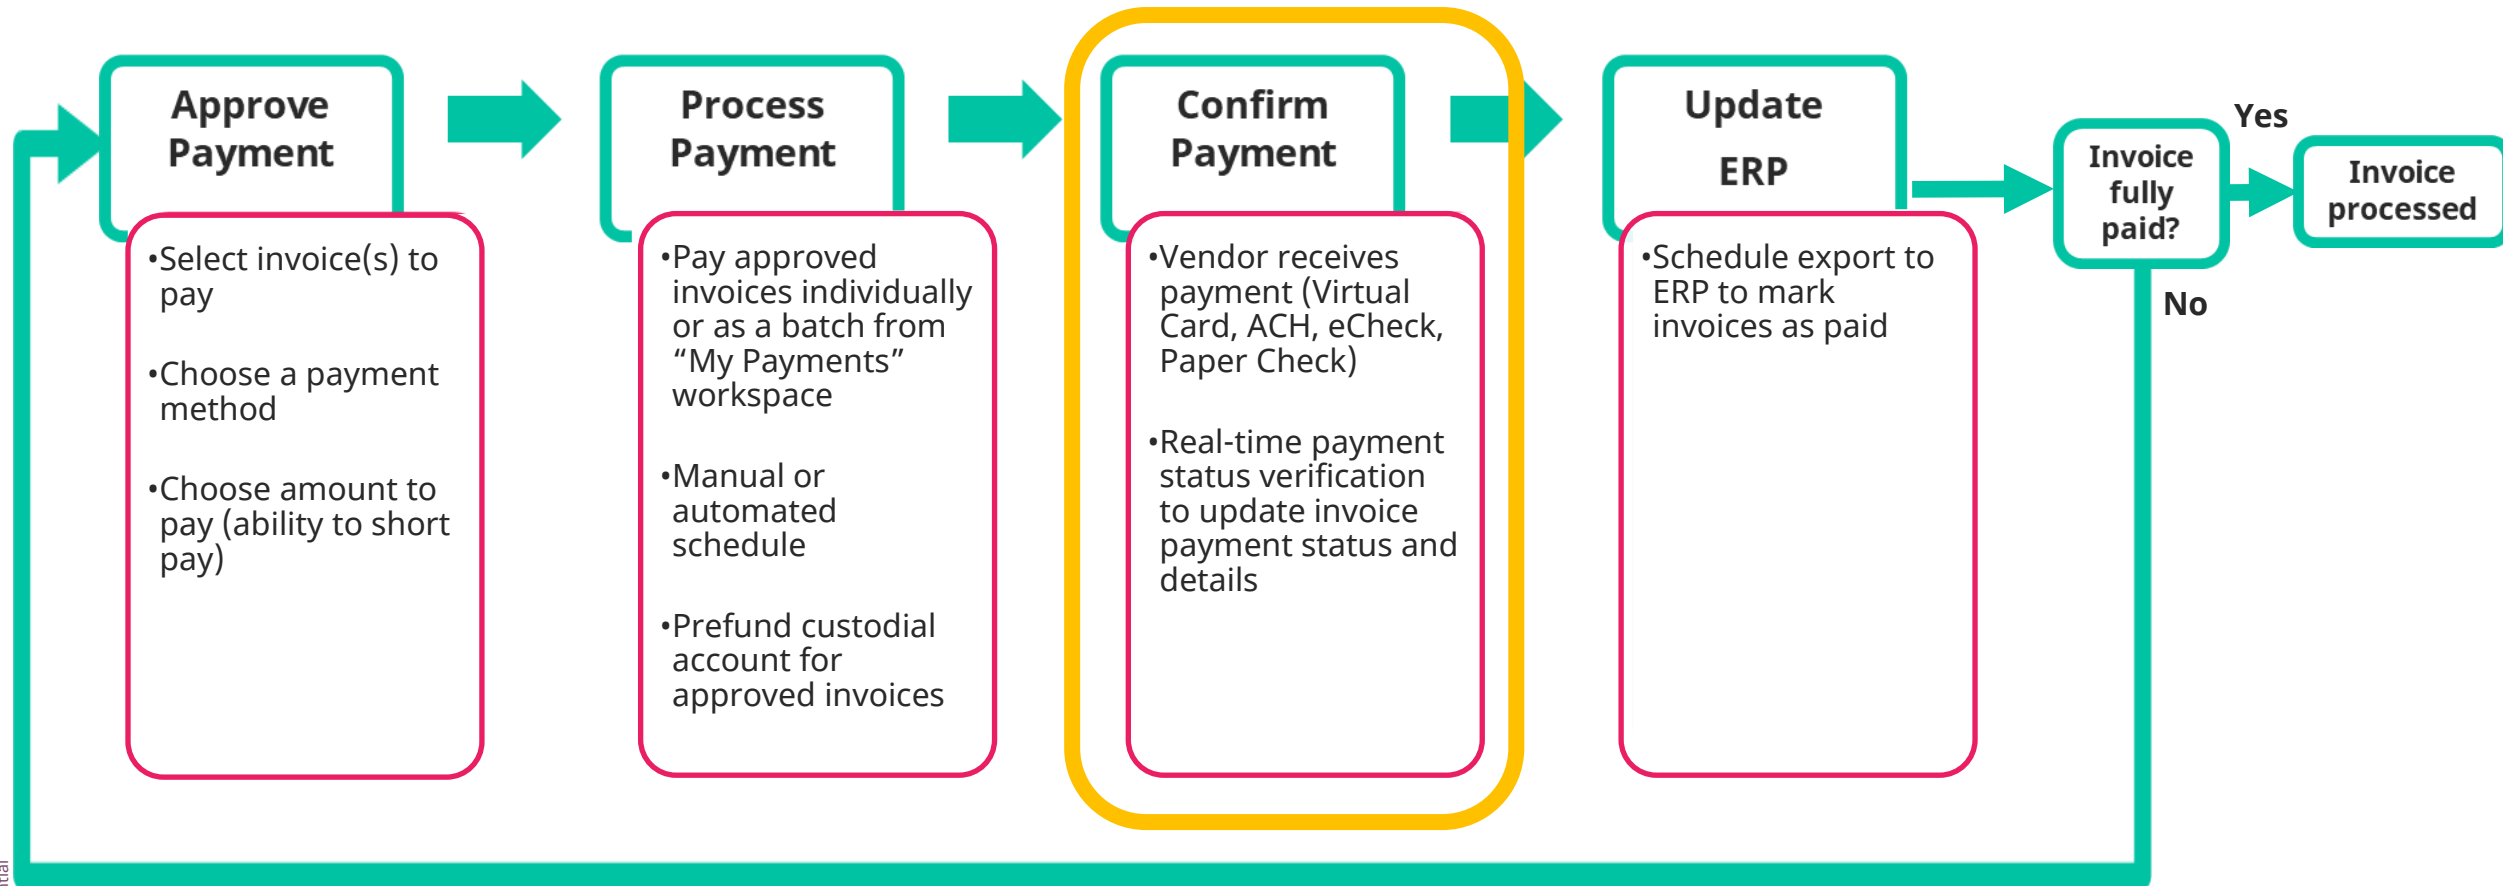 Approve
Payment
•Select invoice(s) to
pay
•Choose a payment
method
•Choose amount to
pay (ability to short
pay)
Process
Payment
•Pay approved
invoices individually
or as a batch from
“My Payments”
workspace
•Manual or
automated
schedule
•Prefund custodial
account for
approved invoices
Confirm
Payment
•Vendor receives
payment (Virtual
Card, ACH, eCheck,
Paper Check)
•Real-time payment
status verification
to update invoice
payment status and
details
Update
ERP
•Schedule export to
ERP to mark
invoices as paid
Invoice
fully
paid?
Yes
No
Invoice
processed